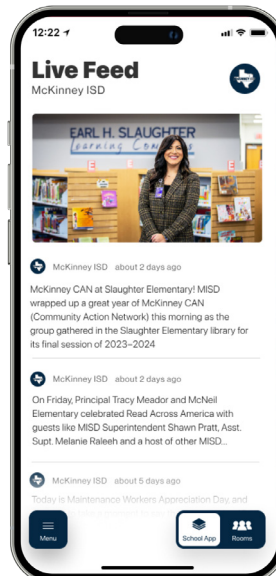 12:22
Live Feed
McKinney ISD
EARL H. SLAUGHTER
Learning Commons
McKinney ISD about 2 days ago
McKinney CAN at Slaughter Elementary! MISD
wrapped up a great year of McKinney CAN
(Community Action Network) this morning as the
group gathered in the Slaughter Elementary library for
its final session of 2023–2024
McKinney ISD about 2 days ago
On Friday, Principal Tracy Meador and McNeil
Elementary celebrated Read Across America with
guests like MISD Superintendent Shawn Pratt, Asst.
Supt. Melanie Raleeh and a host of other MISD...
McKinney ISD about 5 days ago
Today is Maintenance Workers Appreciation Day, and
Menu
School App
Rooms